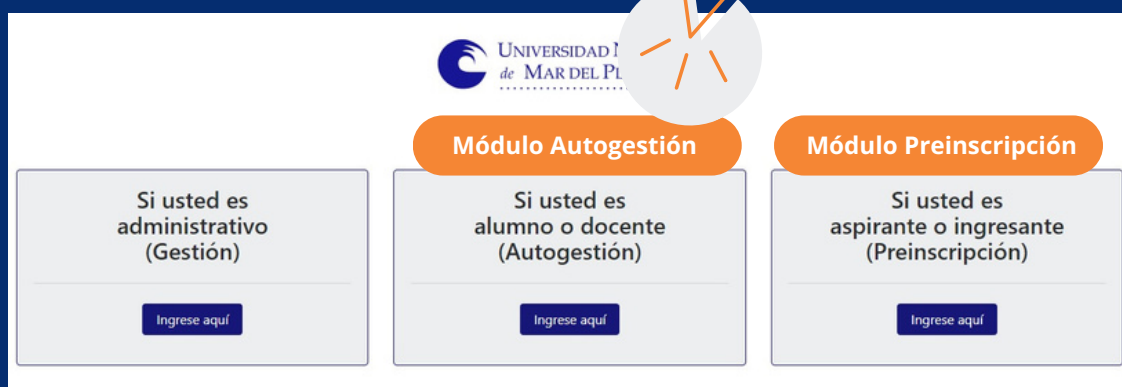 UNIVERSIDAD
de MAR DEL
Módulo Autogestión
Módulo Preinscripción
Si usted es
administrativo
(Gestión)
Ingrese aquí
Si usted es
alumno o docente
(Autogestión)
Ingrese aquí
Si usted es
aspirante o ingresante
(Preinscripción)
Ingrese aquí